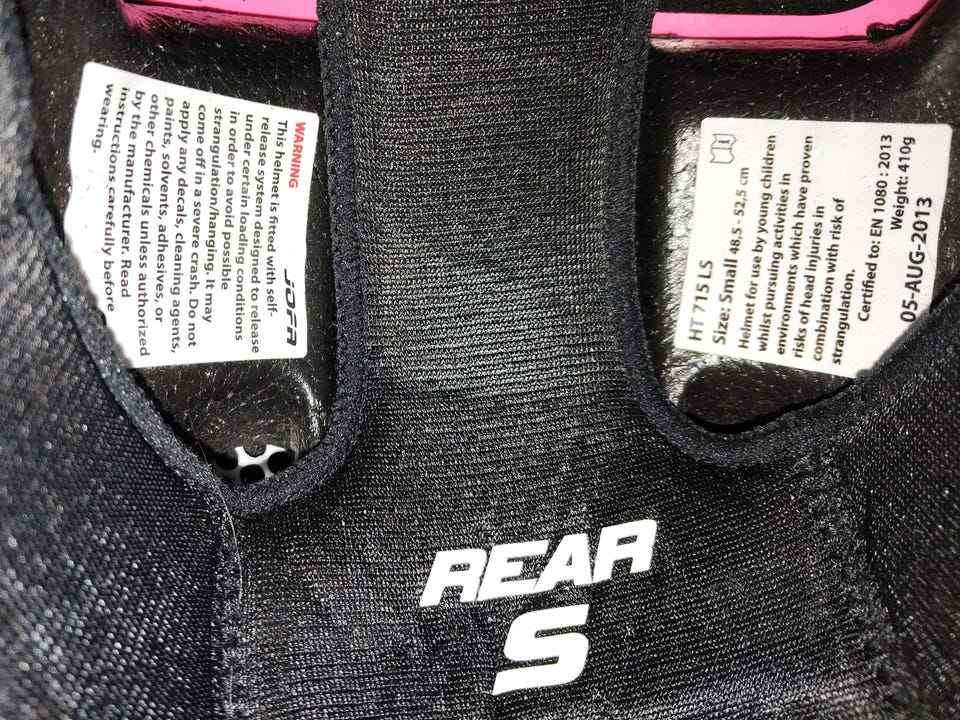 WARNING
This helmet is fitted with self-
release system designed to release
under certain loading conditions
in order to avoid possible
strangulation/hanging. It may
come off in a severe crash. Do not
apply any decals, cleaning agents,
paints, solvents, adhesives, or
other chemicals unless authorized
by the manufacturer. Read
instructions carefully before
wearing.
JOFA
HT 715 LS
Size: Small 48,5 - 52,5 cm
Helmet for use by young children
whilst pursuing activities in
environments which have proven
risks of head injuries in
combination with risk of
strangulation.
Certified to: EN 1080 : 2013
Weight: 410g
05-AUG-2013
REAR
S